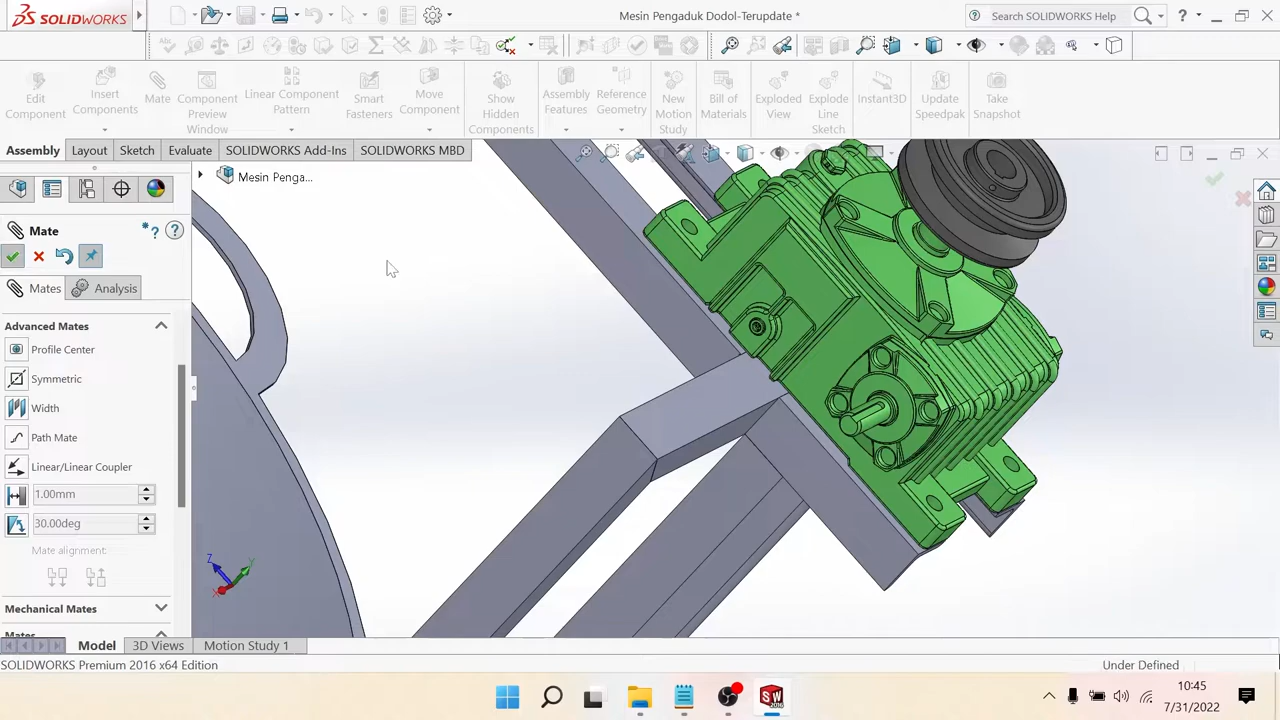 SOLIDWORKS
Mesin Pengaduk Dodol-Terupdate *
Search SOLIDWORKS Help
?
Edit Component
Insert Components
Mate
Component Preview Window
Linear Component Pattern
Smart Fasteners
Move Component
Show Hidden Components
Assembly Features
Reference Geometry
New Motion Study
Bill of Materials
Exploded View
Explode Line Sketch
Instant3D
Update Speedpak
Take Snapshot
Assembly
Layout
Sketch
Evaluate
SOLIDWORKS Add-Ins
SOLIDWORKS MBD
Mesin Penga...
Mate
Mates
Analysis
Advanced Mates
Profile Center
Symmetric
Width
Path Mate
Linear/Linear Coupler
1.00mm
30.00deg
Mate alignment:
Mechanical Mates
Mates
Z
Y
X
Model
3D Views
Motion Study 1
SOLIDWORKS Premium 2016 x64 Edition
Under Defined
10:45
7/31/2022